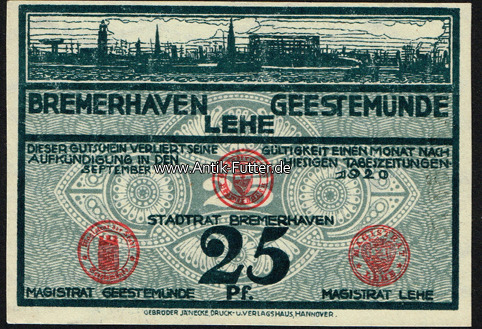 BREMERHAVEN GEESTEMUNDE
LEHE
DIESER GUTSCHEIN VERLIERT SEINE GÜLTIGKEIT EINEN MONAT NACH
AUFKÜNDIGUNG IN DEN HIESIGEN TAGESZEITUNGEN
SEPTEMBER 1920
www.Antik-Futter.de
STADTRAT BREMERHAVEN
25
Pf.
MAGISTRAT GEESTEMUNDE MAGISTRAT LEHE
GEBRÜDER JÄNECKE DRUCK- U. VERLAGSHAUS, HANNOVER.